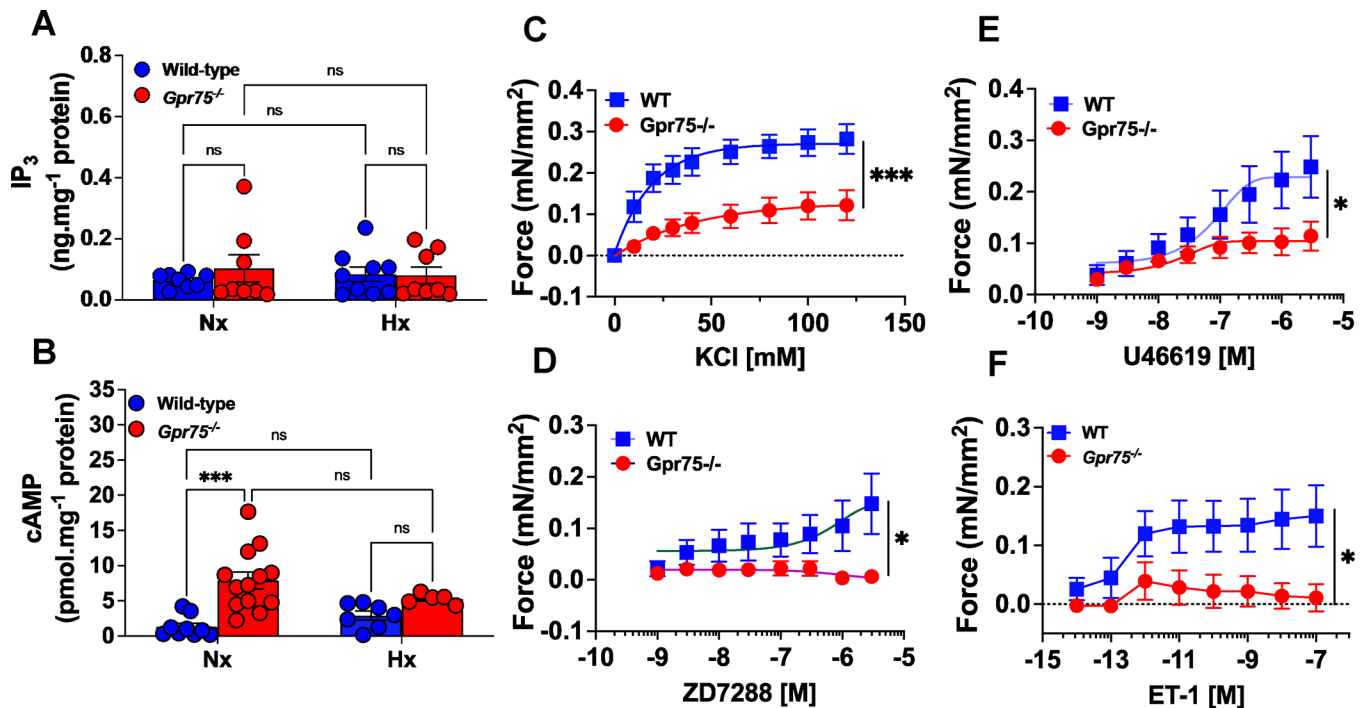 A
0.8
0.6
0.4
0.2
0.0
IP3
(ng.mg-1 protein)
Wild-type
Gpr75-/-
ns
ns
ns
ns
Nx
Hx
B
35
30
25
20
15
10
5
0
cAMP
(pmol.mg-1 protein)
Wild-type
Gpr75-/-
ns
***
ns
ns
Nx
Hx
C
0.4
0.3
0.2
0.1
0.0
-0.1
Force (mN/mm2)
WT
Gpr75-/-
***
0
50
100
150
KCl [mM]
D
0.3
0.2
0.1
0.0
-0.1
Force (mN/mm2)
WT
Gpr75-/-
*
-10
-9
-8
-7
-6
-5
ZD7288 [M]
E
0.4
0.3
0.2
0.1
0.0
Force (mN/mm2)
WT
Gpr75-/-
*
-10
-9
-8
-7
-6
-5
U46619 [M]
F
0.3
0.2
0.1
0.0
Force (mN/mm2)
WT
Gpr75-/-
*
-15
-13
-11
-9
-7
ET-1 [M]